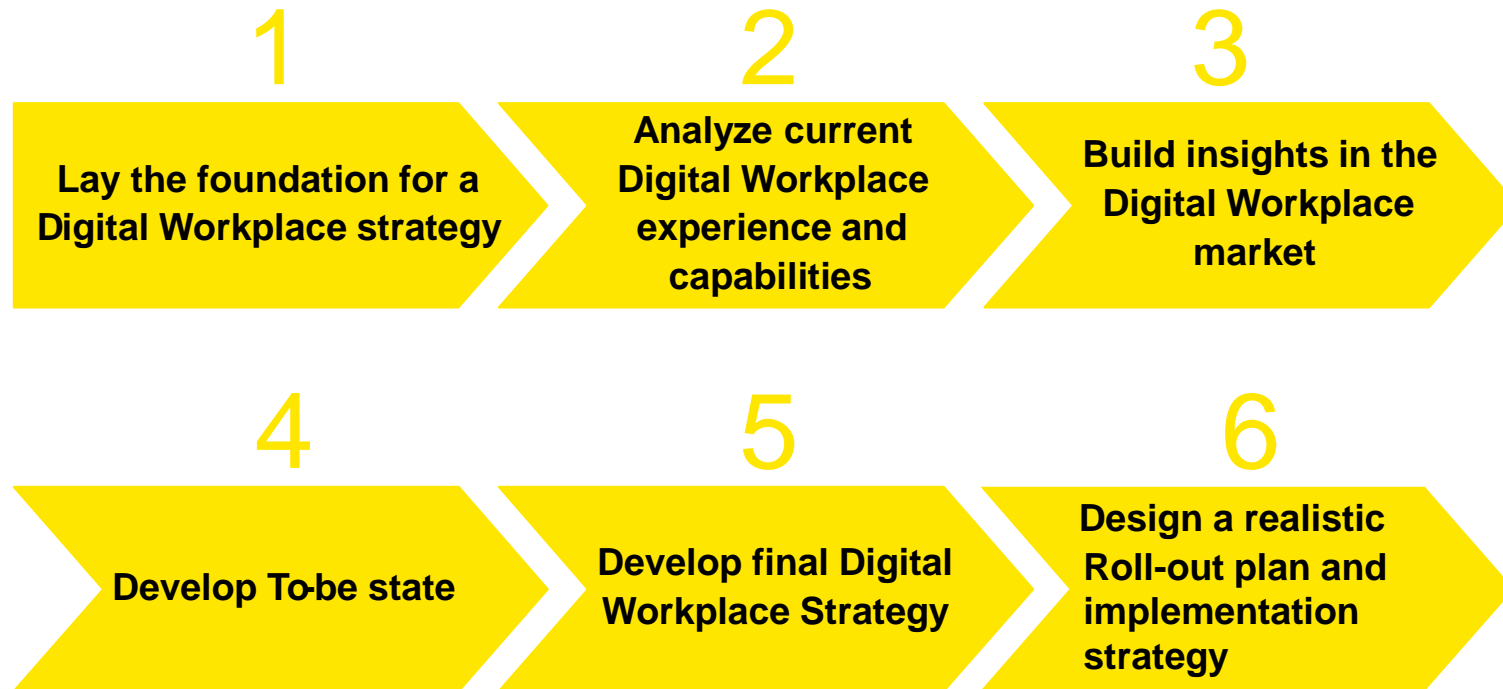 1
Lay the foundation for a
Digital Workplace strategy
2
Analyze current
Digital Workplace
experience and
capabilities
3
Build insights in the
Digital Workplace
market
4
Develop To-be state
5
Develop final Digital
Workplace Strategy
6
Design a realistic
Roll-out plan and
implementation
strategy